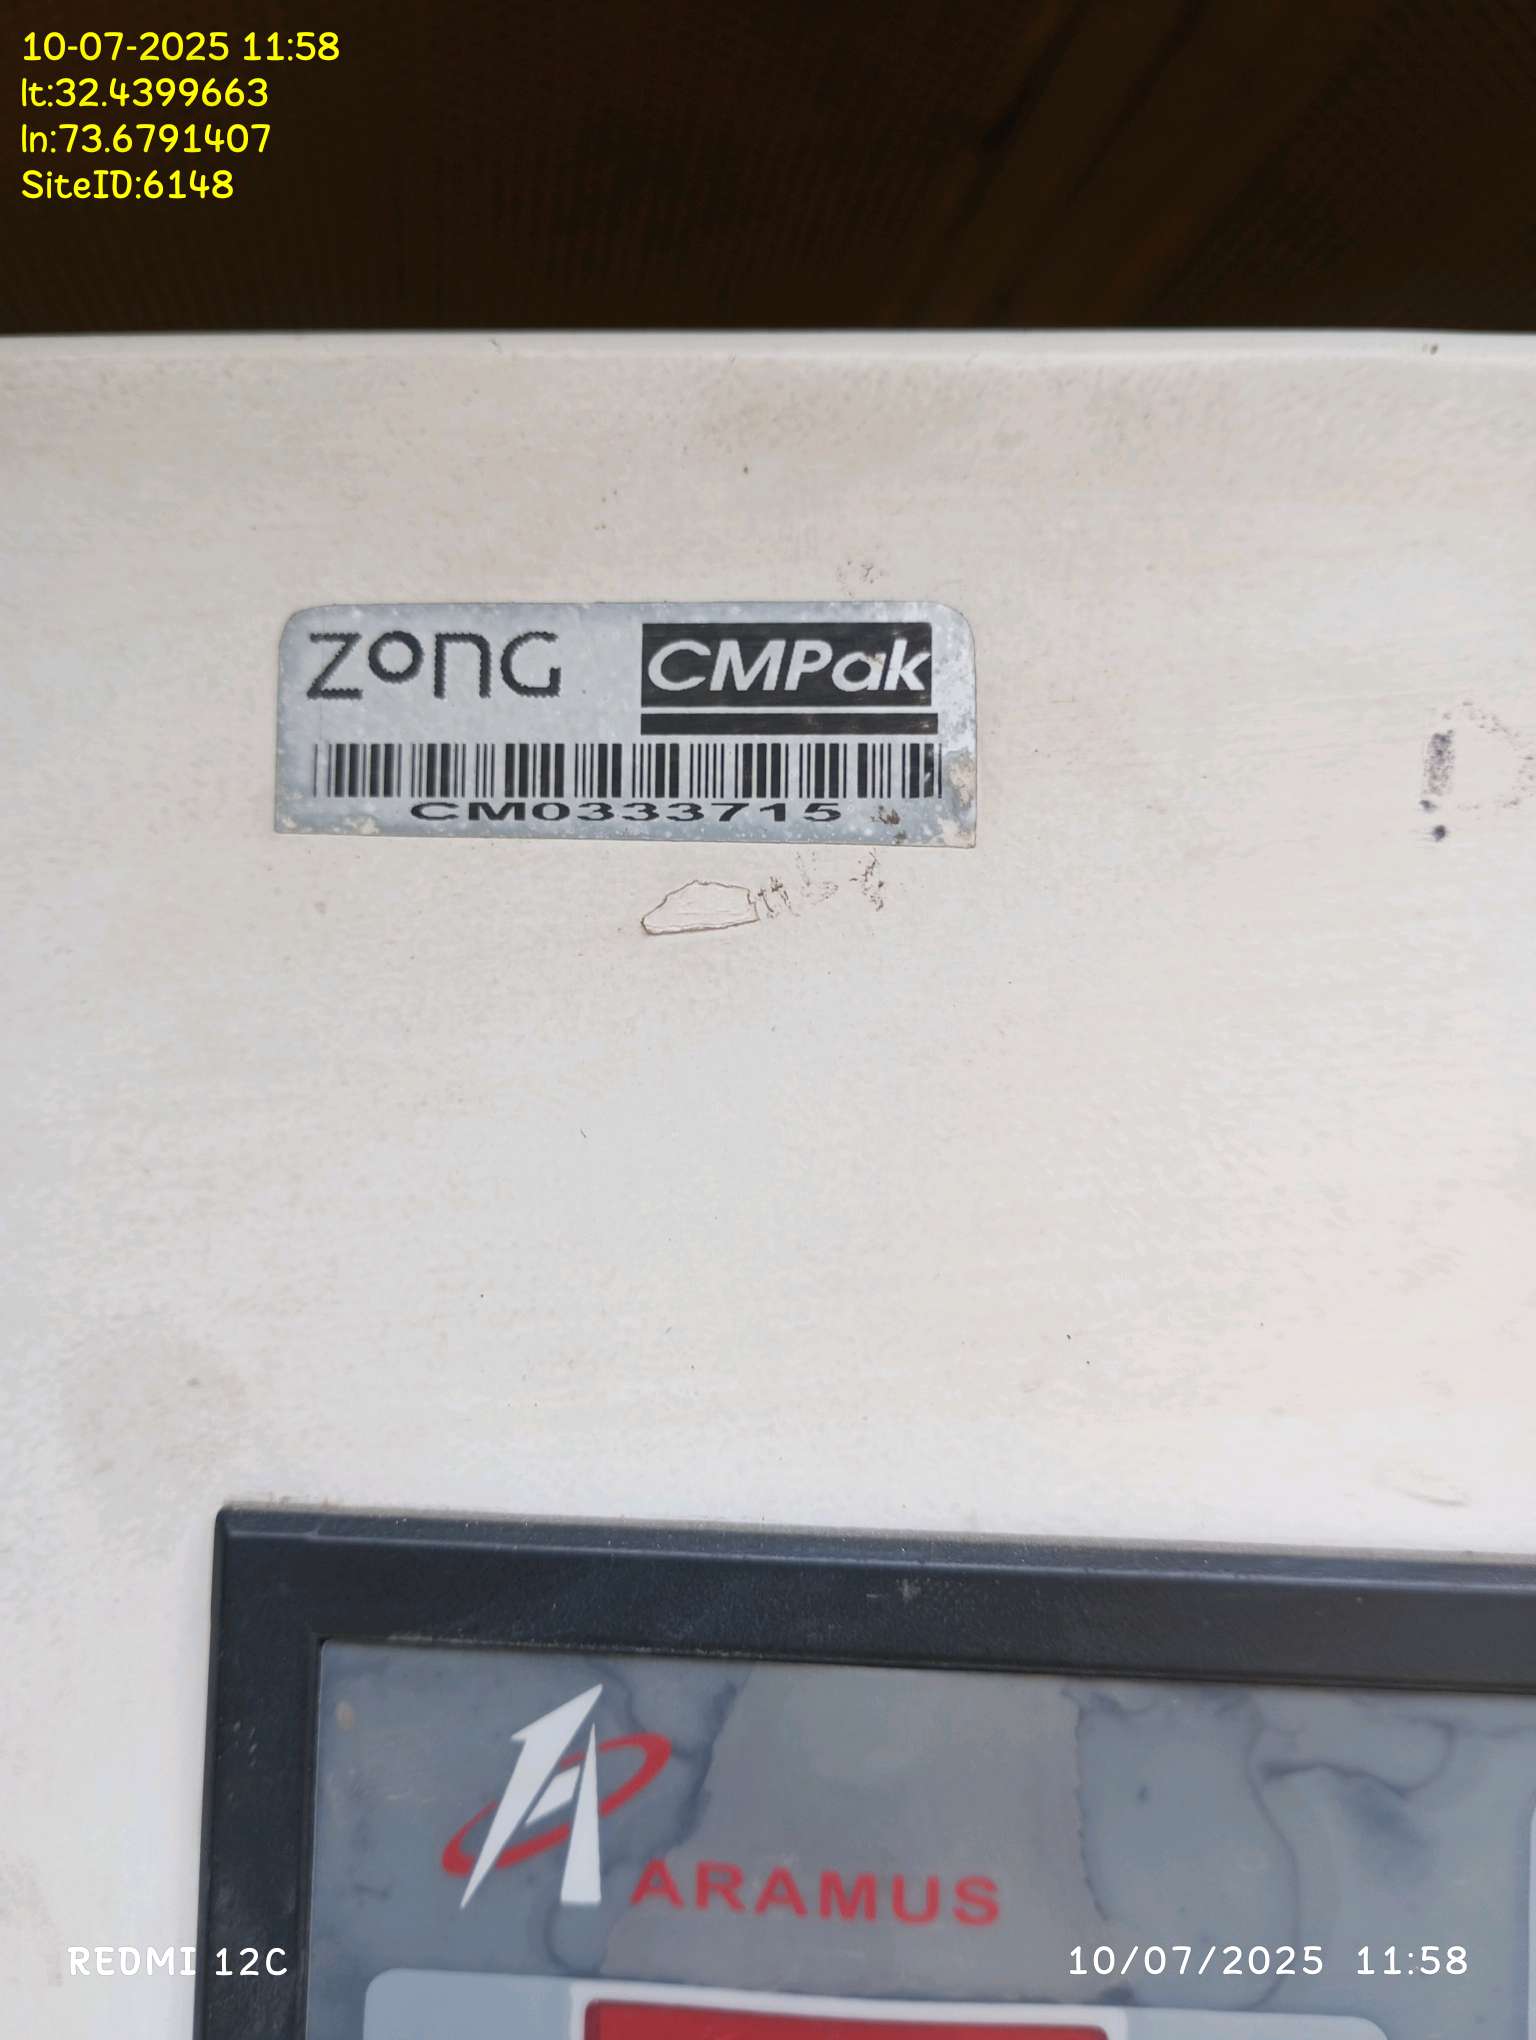 10-07-2025 11:58
lt:32.4399663
ln:73.6791407
SiteID:6148
ZONG CMPak
CM0333715
ARAMUS
REDMI 12C
10/07/2025 11:58